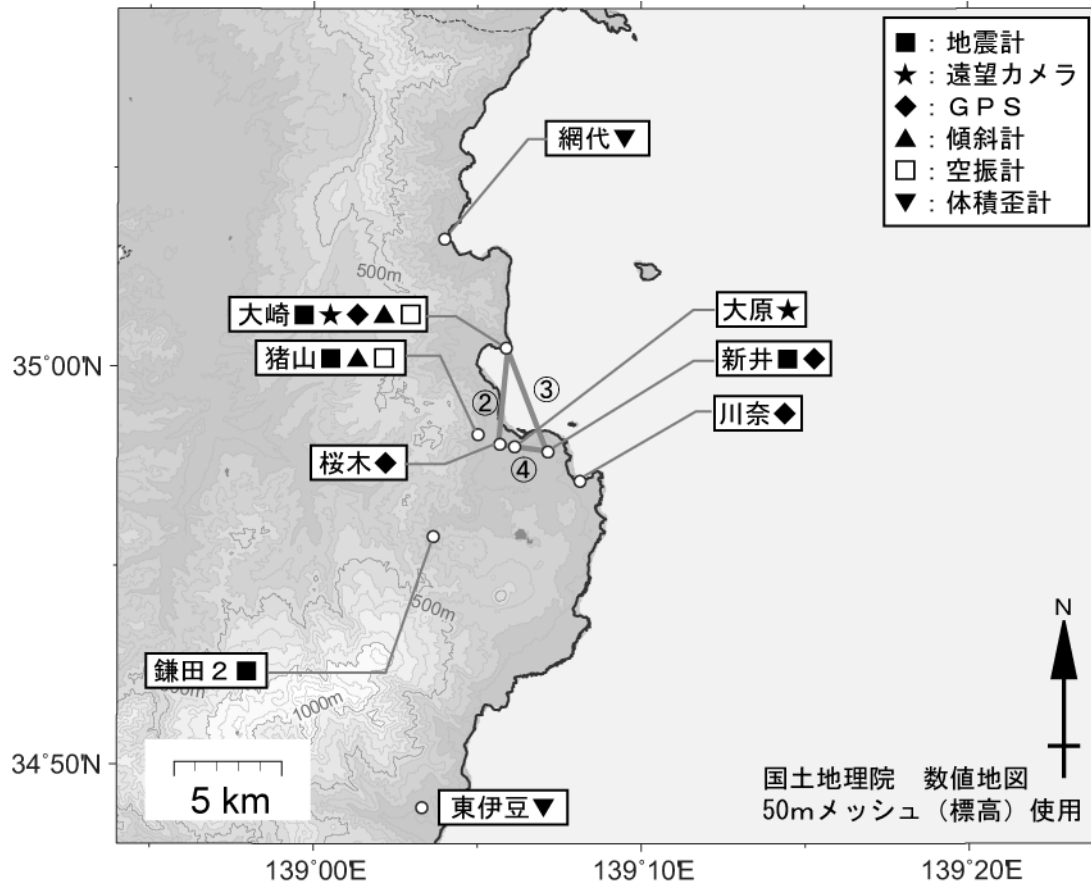 ■：地震計
★：遠望カメラ
◆：ＧＰＳ
▲：傾斜計
□：空振計
▼：体積歪計
網代▼
500m
大崎■★◆▲□
大原★
猪山■▲□
新井■◆
35°00'N
③
②
川奈◆
桜木◆
④
500m
N
鎌田２■
1000m
34°50'N
5 km
国土地理院　数値地図
50mメッシュ（標高）使用
東伊豆▼
139°00'E
139°10'E
139°20'E